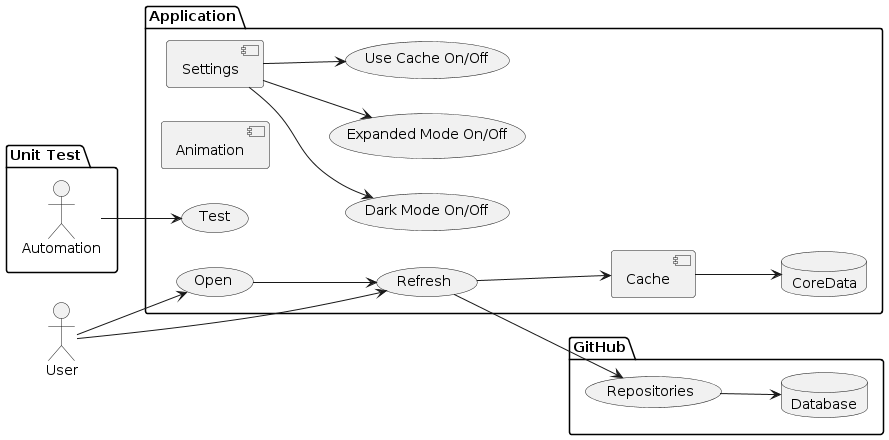 Application
Settings
Use Cache On/Off
Expanded Mode On/Off
Animation
Unit Test
Dark Mode On/Off
Test
Automation
Open
Refresh
Cache
CoreData
User
GitHub
Repositories
Database